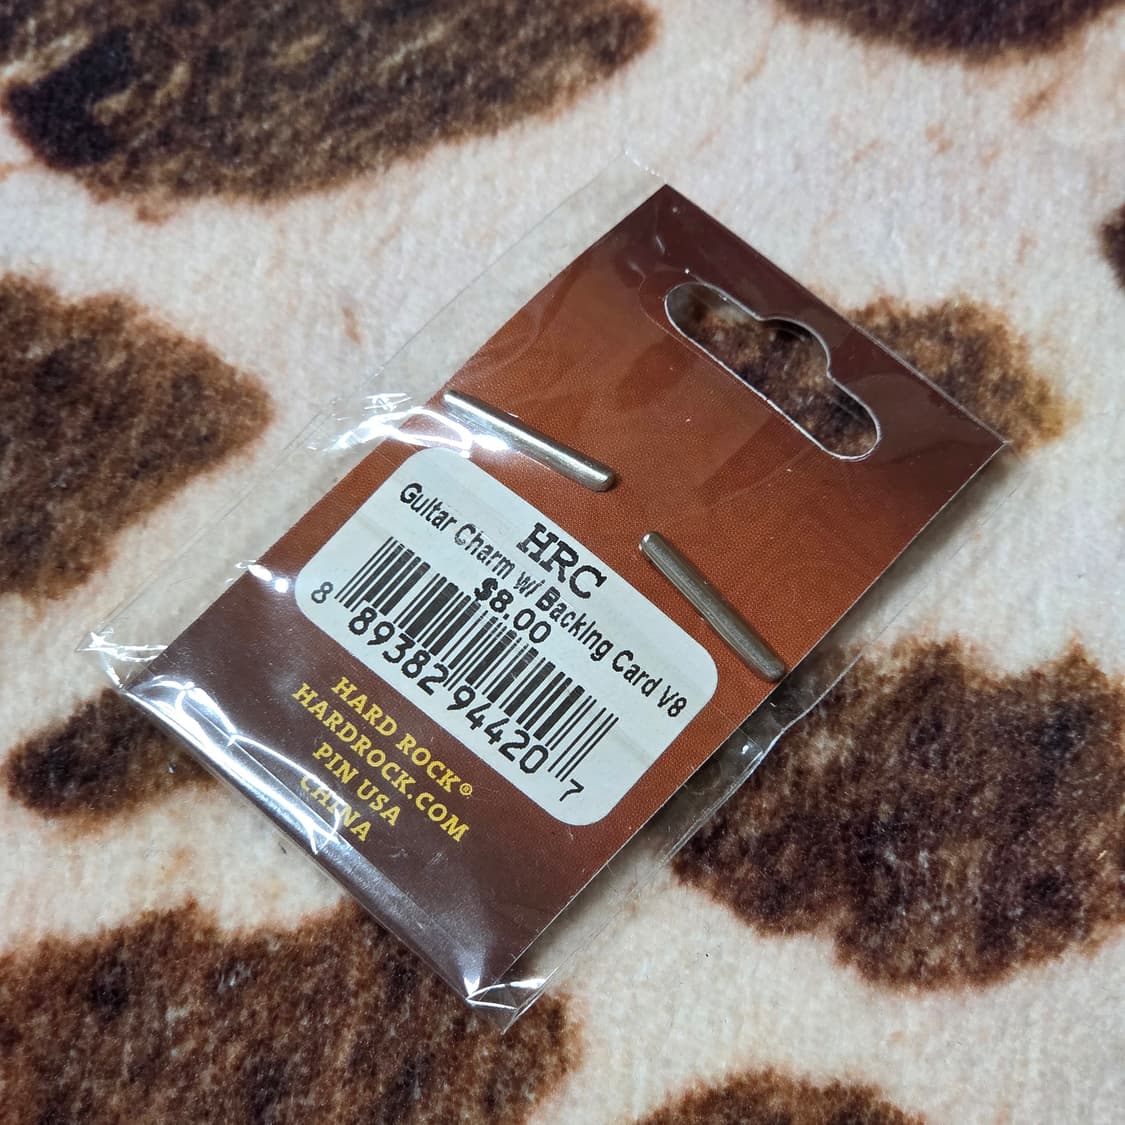 HRC
Guitar Charm w/ Backing Card V8
$8.00
8 89382 94420 7
HARD ROCK®
HARDROCK.COM
PIN USA
CHINA